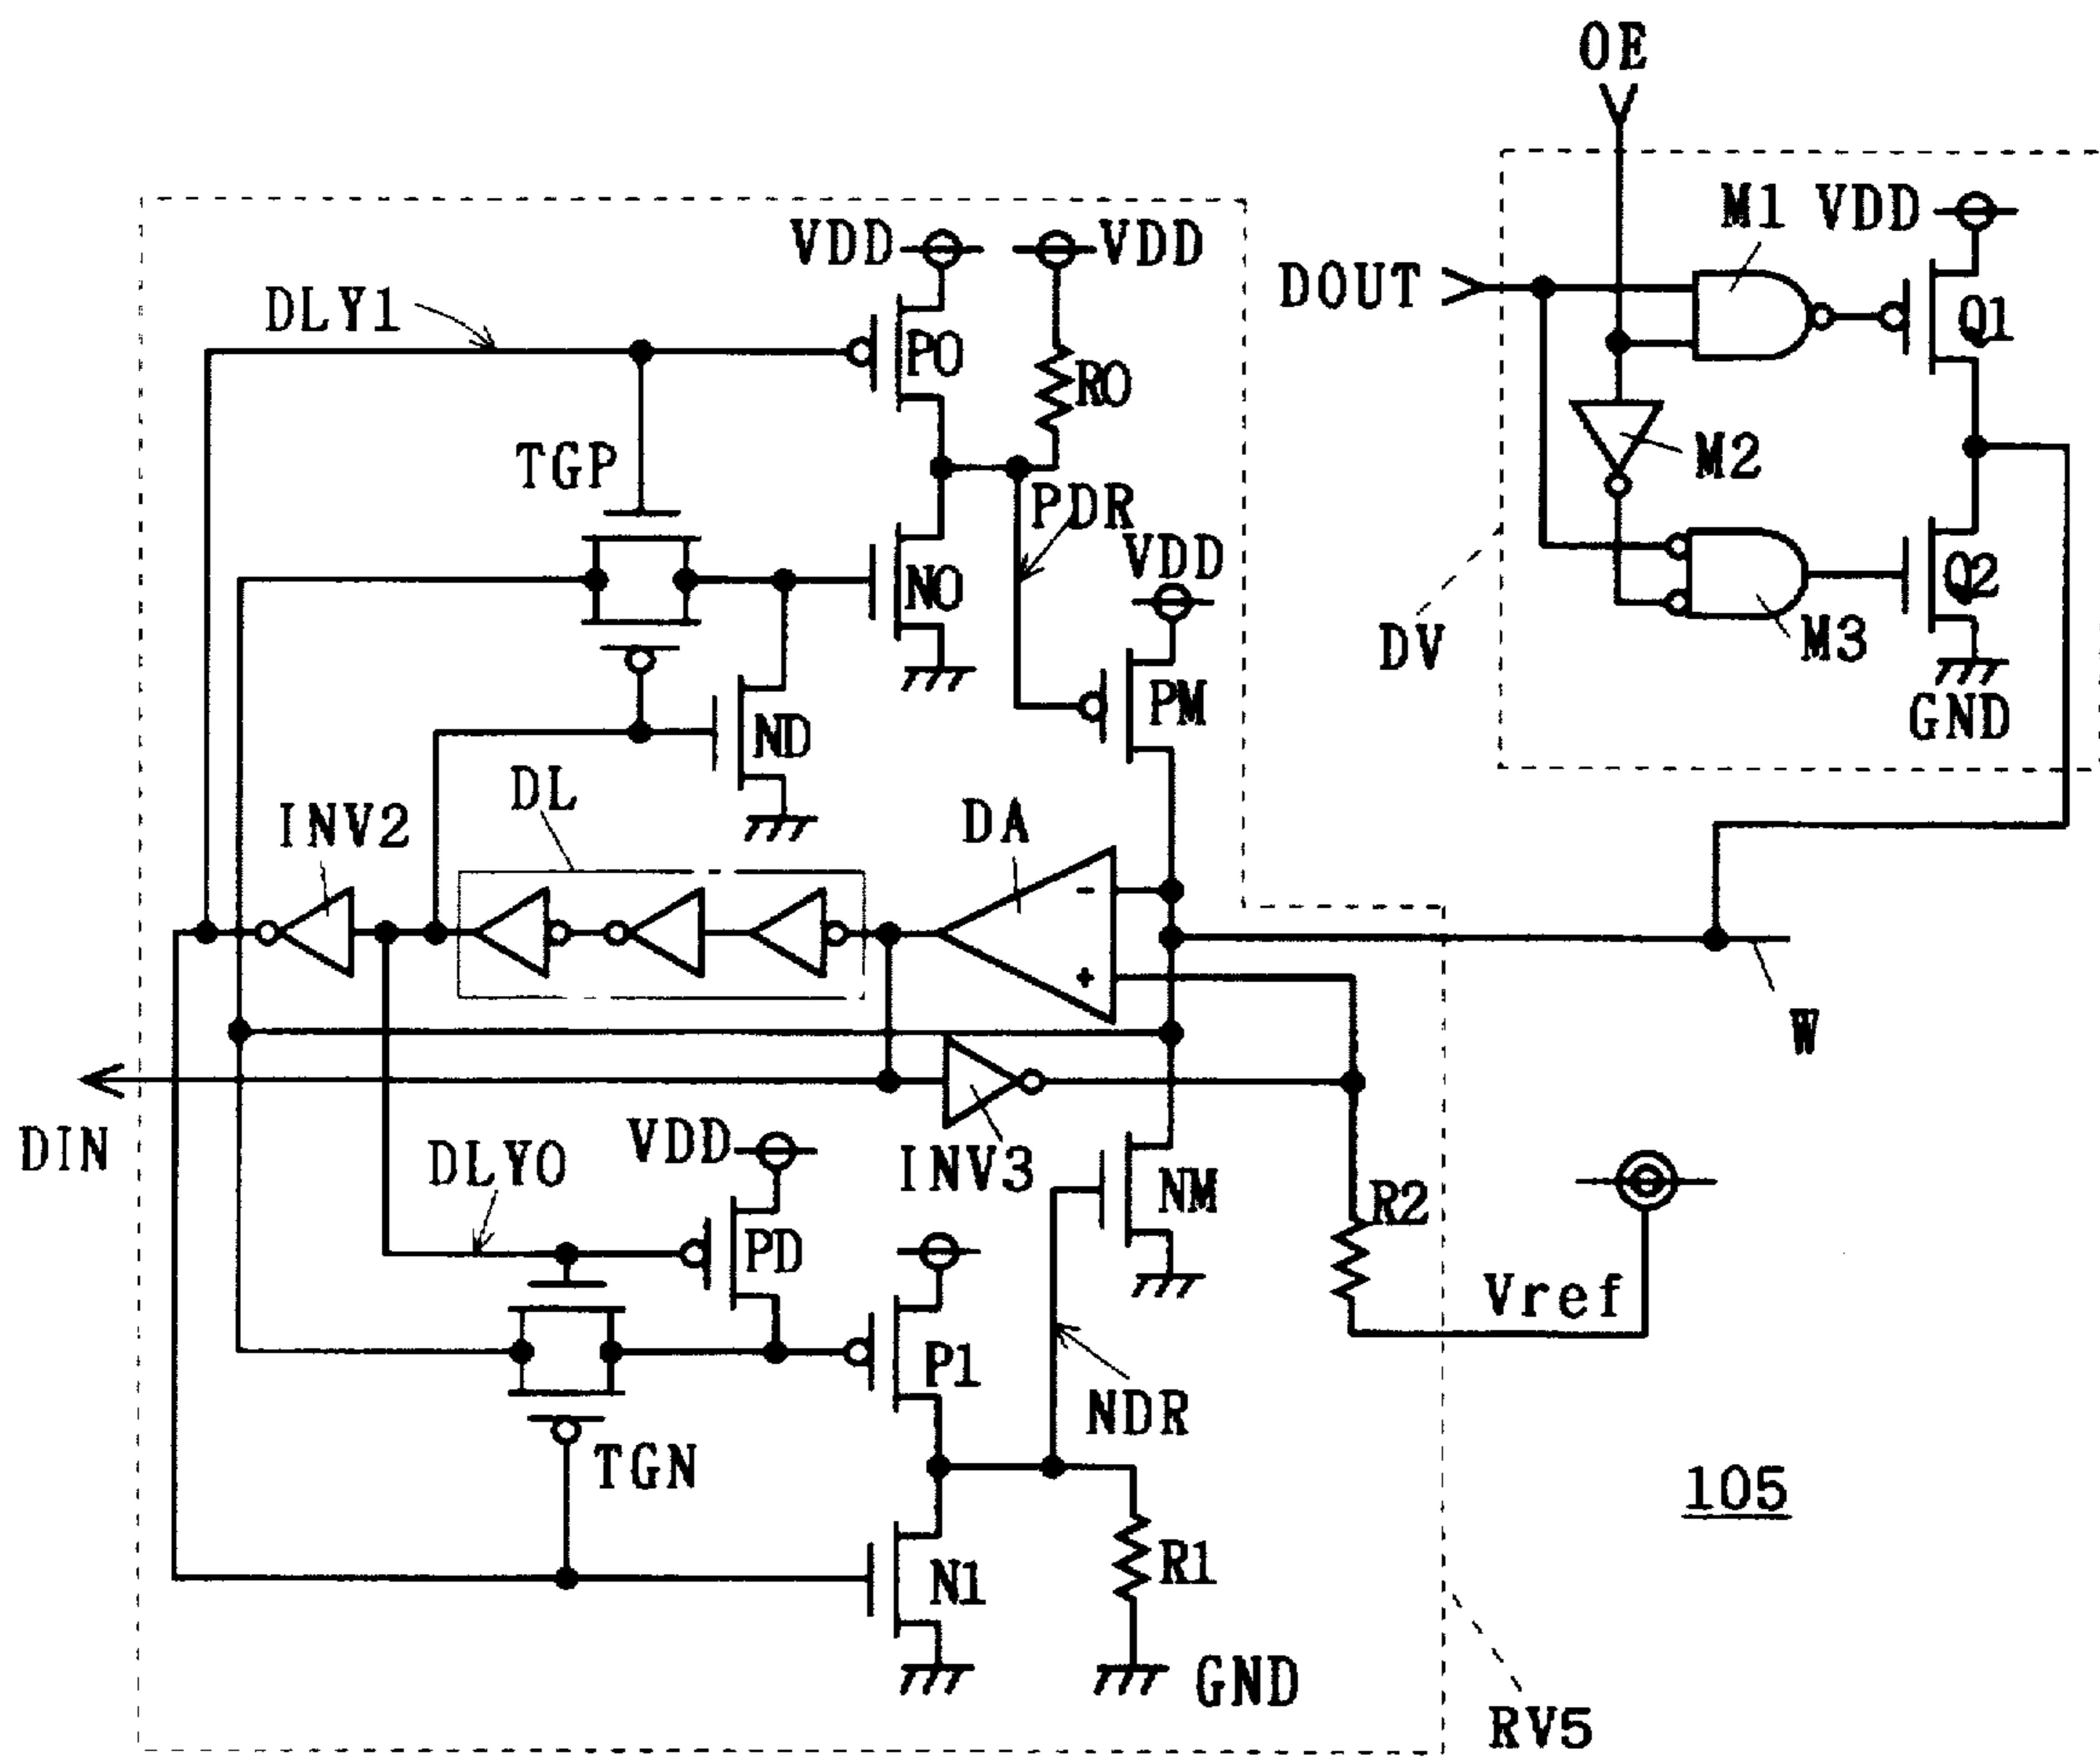 OE
M1 VDD
VDD
VDD
DOUT
DLY1
P0
R0
Q1
TGP
M2
PDR
VDD
N0
Q2
DV
M3
PM
GND
ND
DL
INV2
DA
-
+
W
DIN
VDD
DLY0
INV3
NM
R2
PD
Vref
P1
NDR
TGN
105
R1
N1
GND
RV5